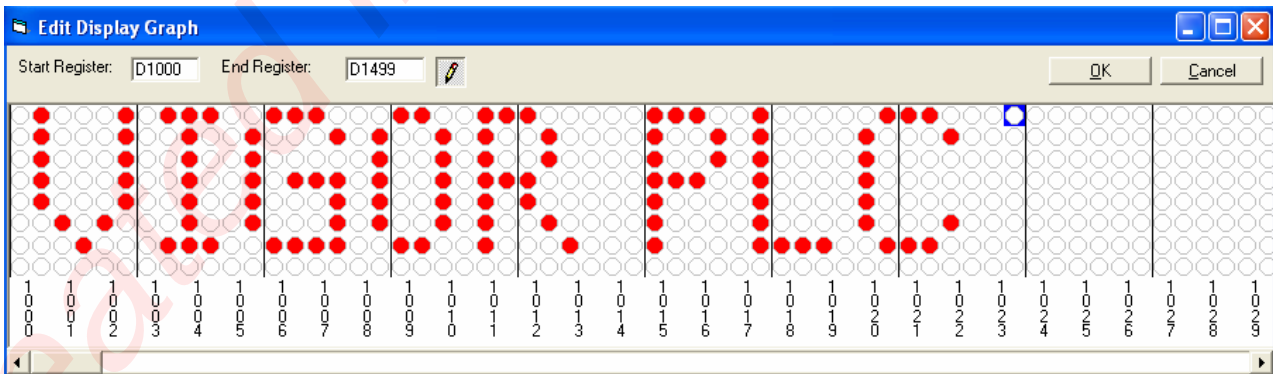 Edit Display Graph
Start Register: D1000 End Register: D1499 OK Cancel
VIGOR PLC
1000 1001 1002 1003 1004 1005 1006 1007 1008 1009 1010 1011 1012 1013 1014 1015 1016 1017 1018 1019 1020 1021 1022 1023 1024 1025 1026 1027 1028 1029